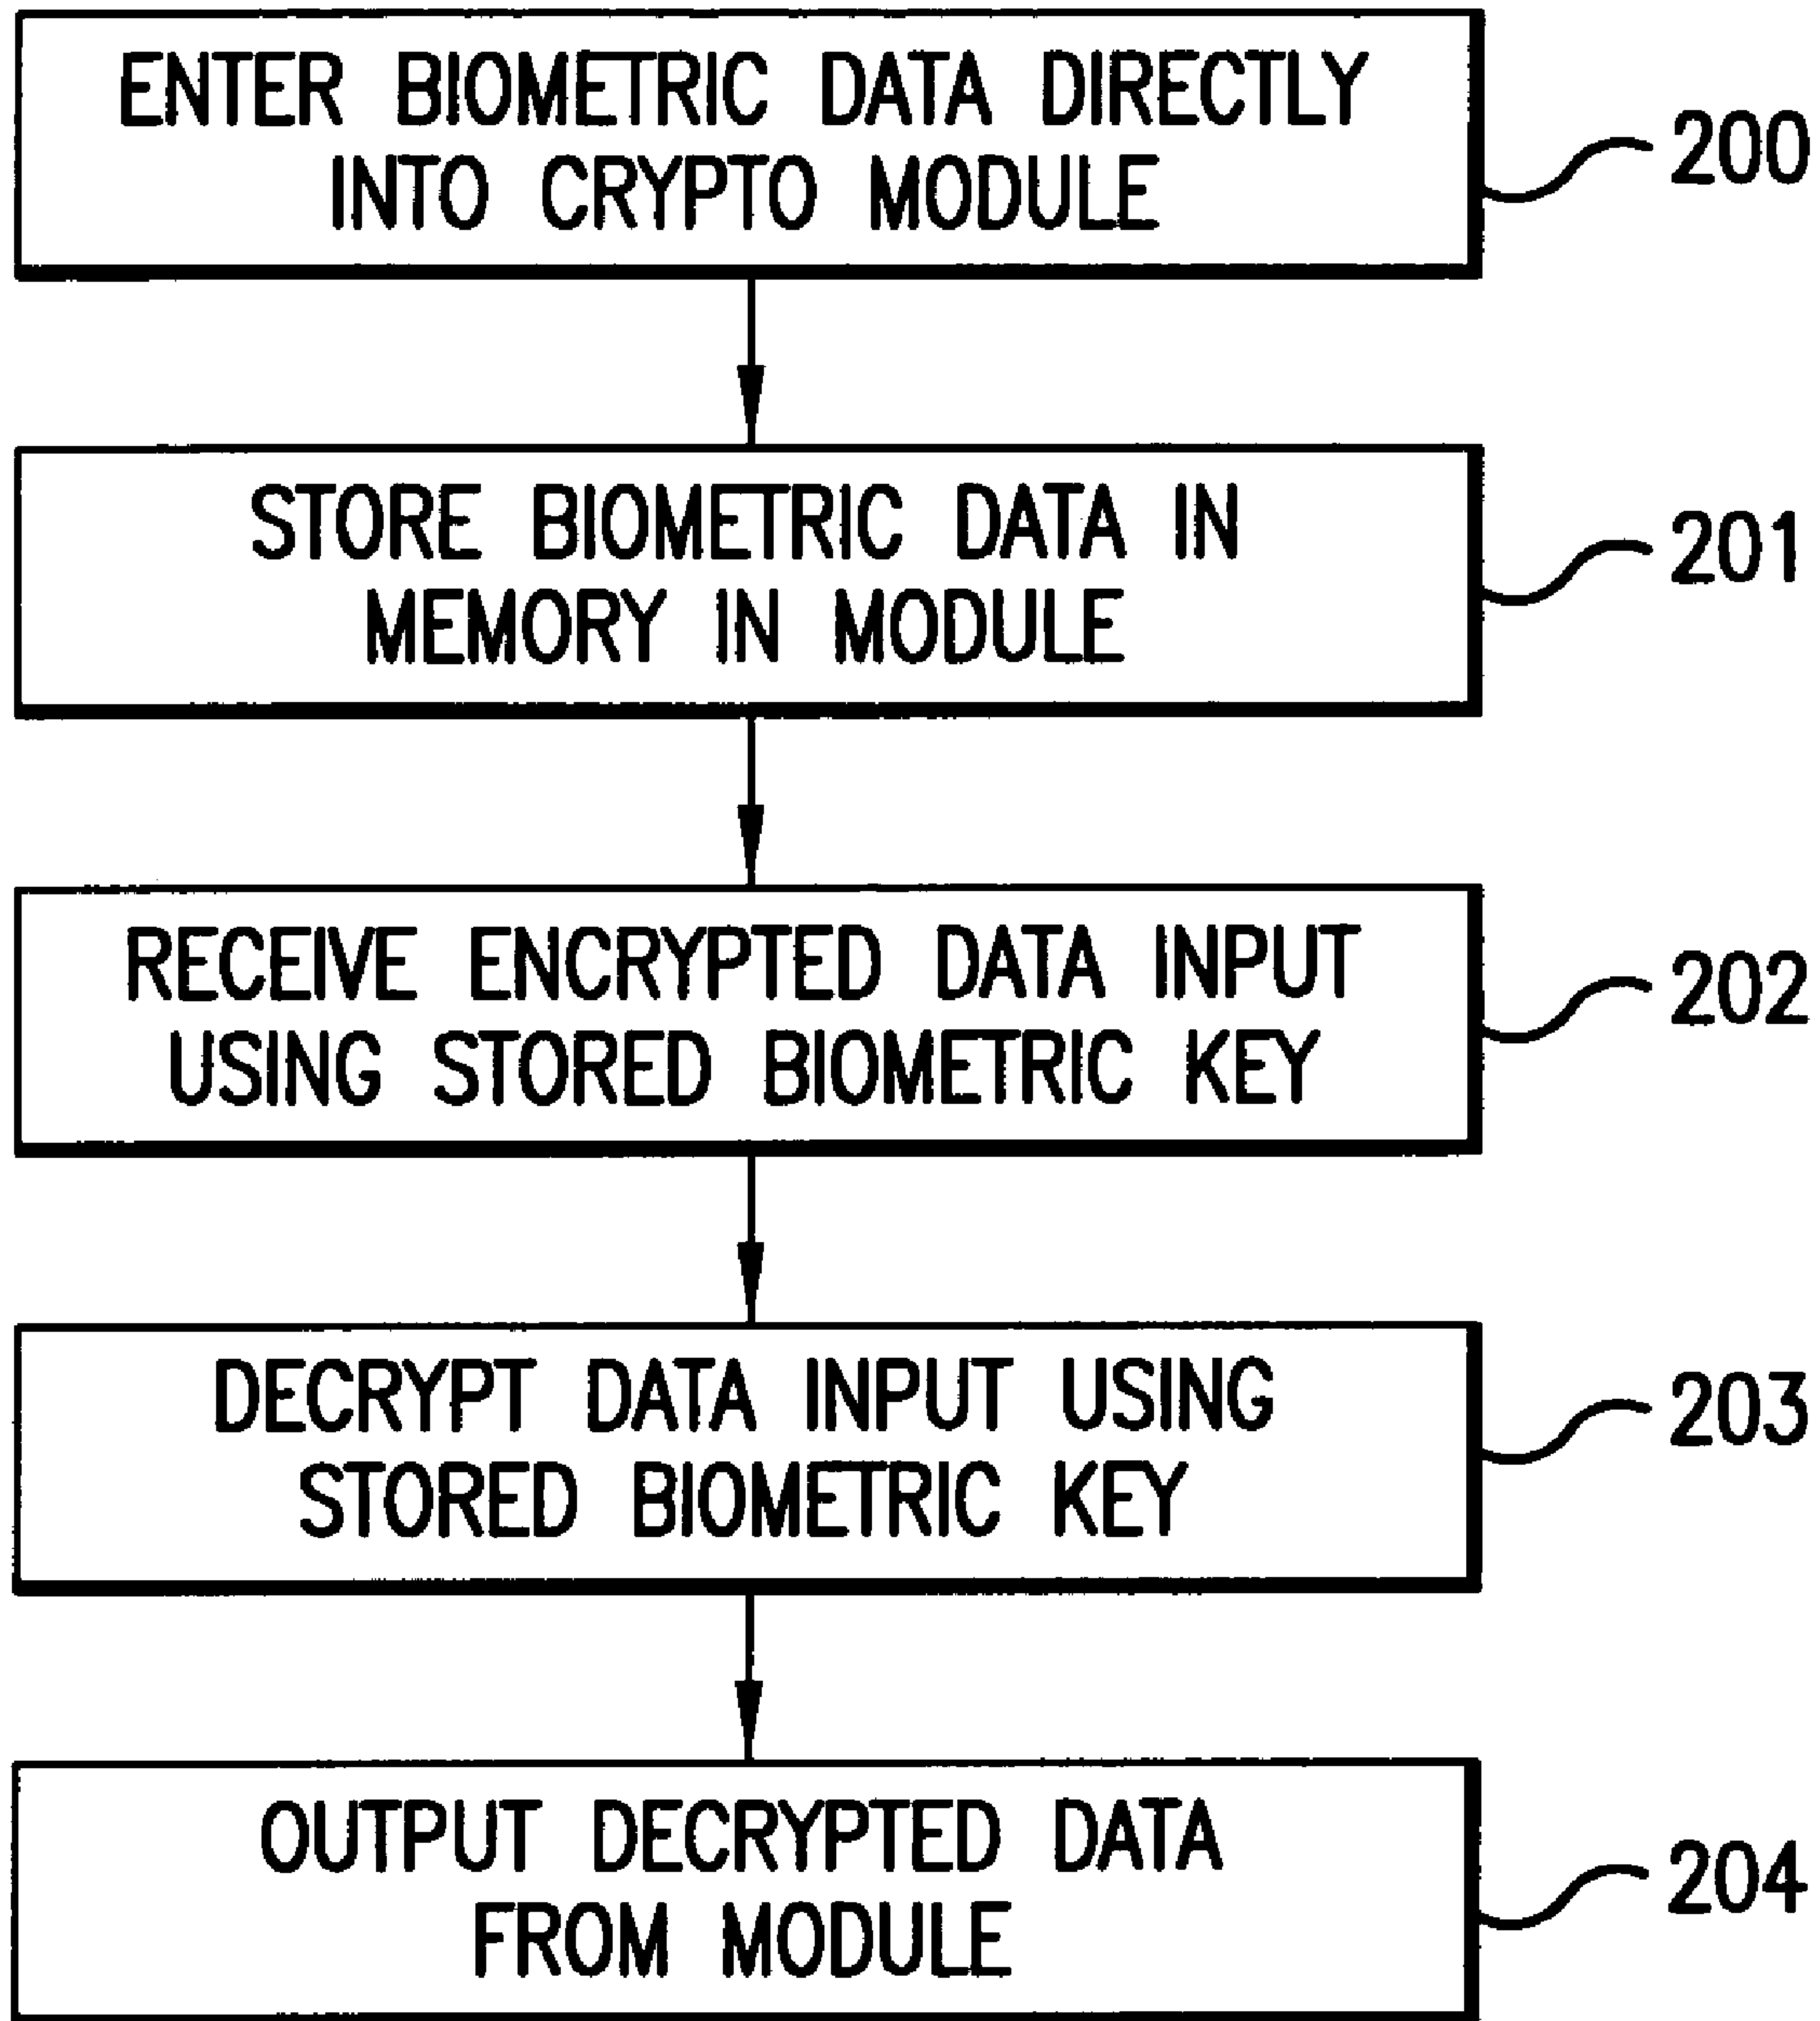 ENTER BIOMETRIC DATA DIRECTLY
INTO CRYPTO MODULE
200
STORE BIOMETRIC DATA IN
MEMORY IN MODULE
201
RECEIVE ENCRYPTED DATA INPUT
USING STORED BIOMETRIC KEY
202
DECRYPT DATA INPUT USING
STORED BIOMETRIC KEY
203
OUTPUT DECRYPTED DATA
FROM MODULE
204